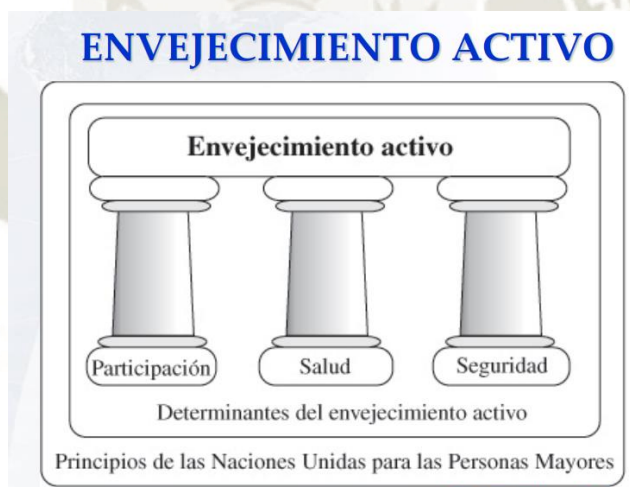 ENVEJECIMIENTO ACTIVO
Envejecimiento activo
Participación
Salud
Seguridad
Determinantes del envejecimiento activo
Principios de las Naciones Unidas para las Personas Mayores